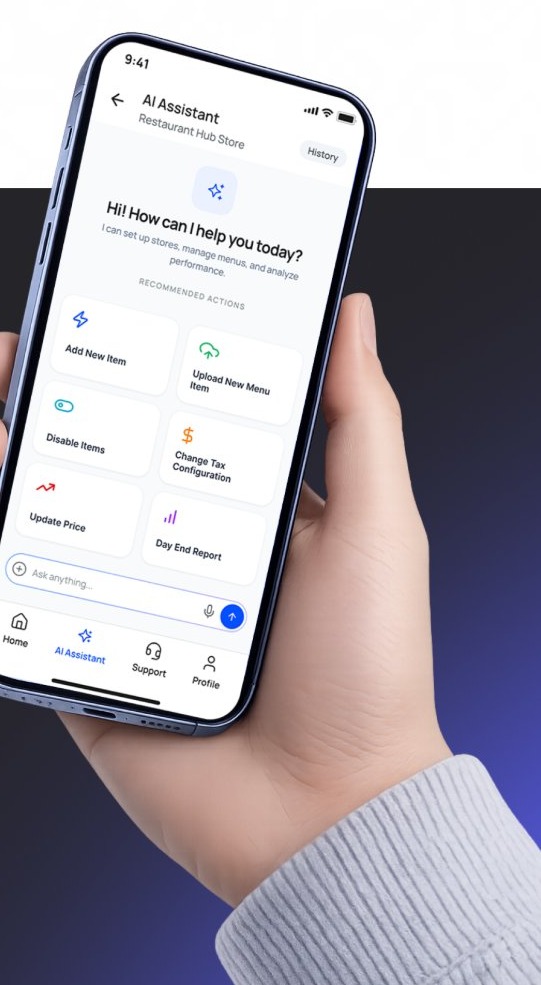 9:41
AI Assistant
Restaurant Hub Store
History
Hi! How can I help you today?
I can set up stores, manage menus, and analyze
performance.
RECOMMENDED ACTIONS
Add New Item
Upload New Menu
Item
Disable Items
Change Tax
Configuration
Update Price
Day End Report
Ask anything...
Home
AI Assistant
Support
Profile